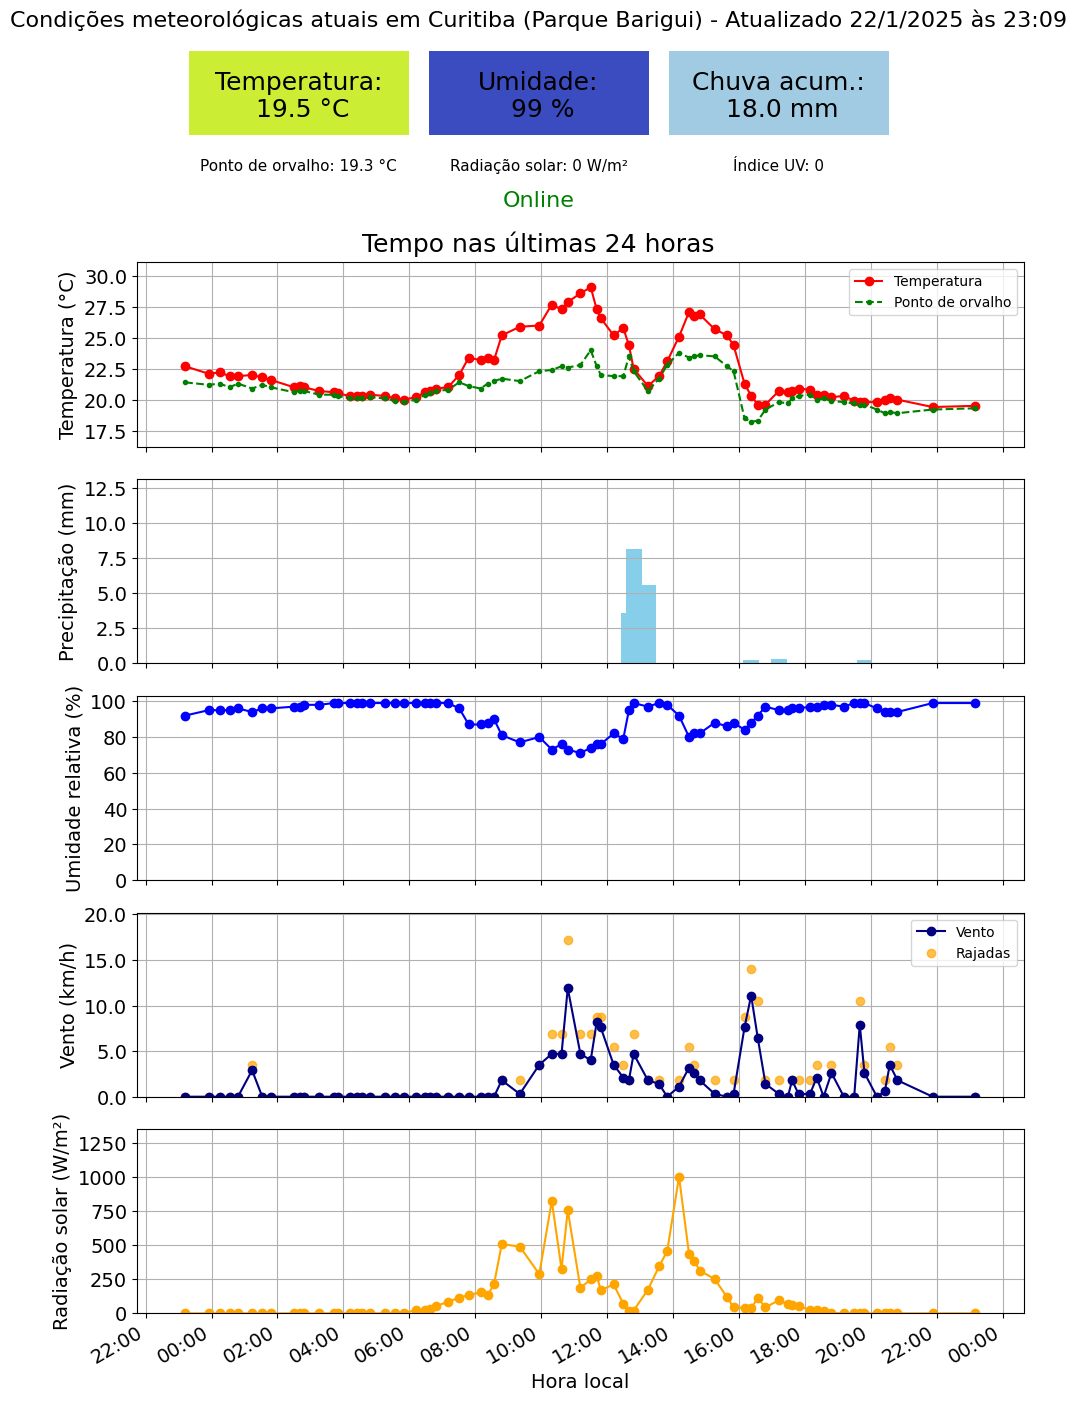 Condições meteorológicas atuais em Curitiba (Parque Barigui) - Atualizado 22/1/2025 às 23:09
Temperatura:
19.5 °C
Umidade:
99 %
Chuva acum.:
18.0 mm
Ponto de orvalho: 19.3 °C
Radiação solar: 0 W/m²
Índice UV: 0
Online
Tempo nas últimas 24 horas
Temperatura (°C)
30.0
27.5
25.0
22.5
20.0
17.5
Temperatura
Ponto de orvalho
Precipitação (mm)
12.5
10.0
7.5
5.0
2.5
0.0
Umidade relativa (%)
100
80
60
40
20
0
Vento (km/h)
20.0
15.0
10.0
5.0
0.0
Vento
Rajadas
Radiação solar (W/m²)
1250
1000
750
500
250
0
22:00
00:00
02:00
04:00
06:00
08:00
10:00
12:00
14:00
16:00
18:00
20:00
22:00
00:00
Hora local